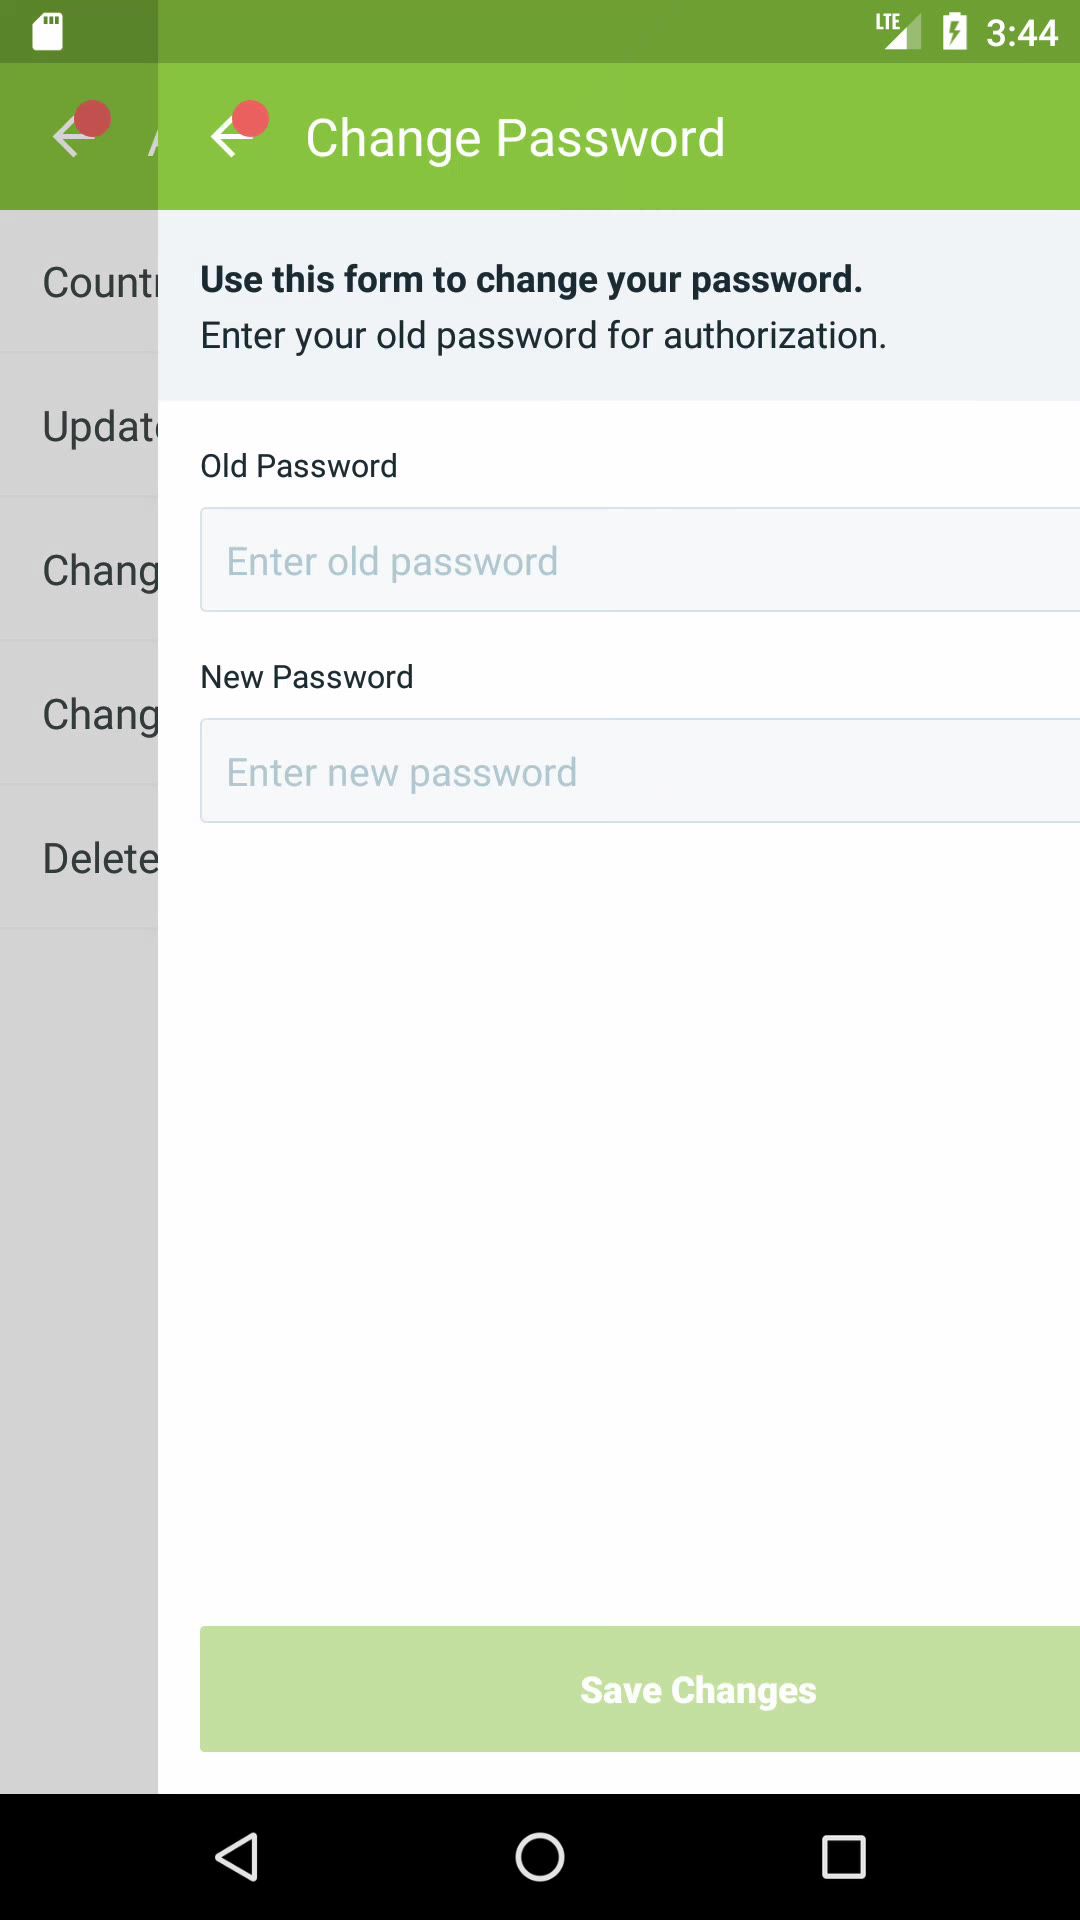 LTE 3:44
Change Password
Use this form to change your password.
Enter your old password for authorization.
Old Password
Enter old password
New Password
Enter new password
Save Changes
Count
Updat
Chang
Chang
Delete